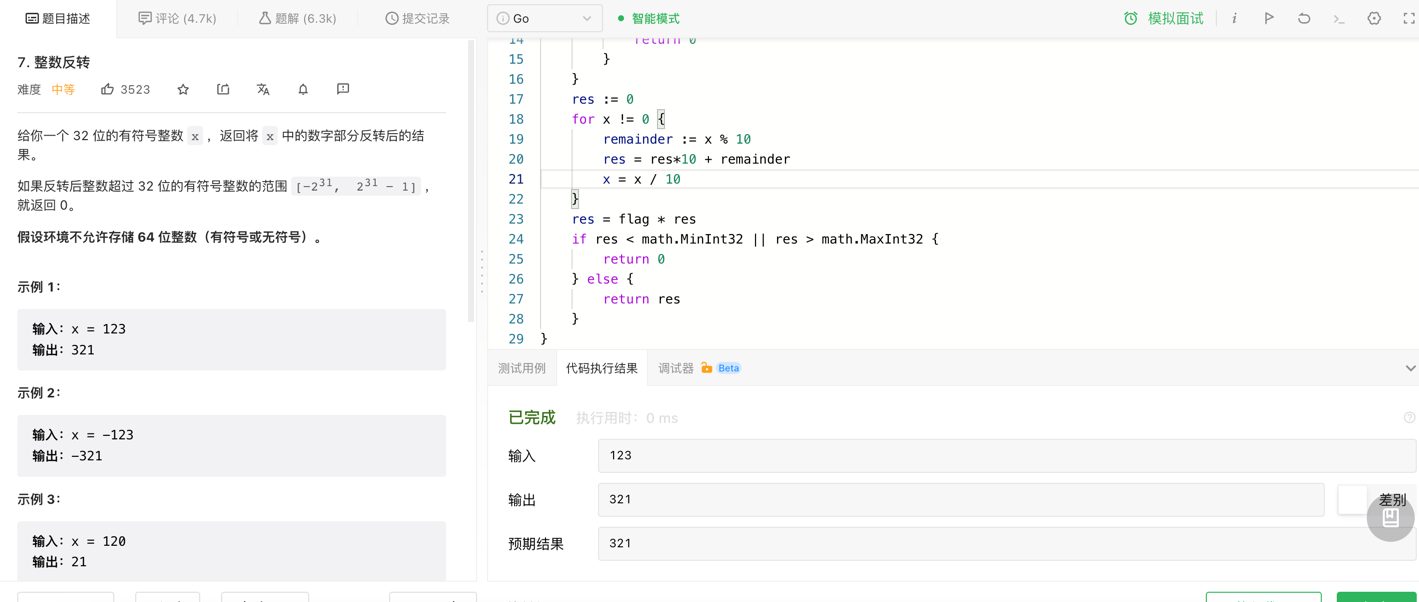 题目描述
评论 (4.7k)
题解 (6.3k)
提交记录
7. 整数反转
难度 中等 3523
给你一个 32 位的有符号整数 x ，返回将 x 中的数字部分反转后的结
果。
如果反转后整数超过 32 位的有符号整数的范围 [−2^31, 2^31 − 1] ，
就返回 0。
假设环境不允许存储 64 位整数（有符号或无符号）。
示例 1：
输入：x = 123
输出：321
示例 2：
输入：x = -123
输出：-321
示例 3：
输入：x = 120
输出：21
Go
智能模式
模拟面试
14 return 0
15 }
16 }
17 res := 0
18 for x != 0 {
19 remainder := x % 10
20 res = res*10 + remainder
21 x = x / 10
22 }
23 res = flag * res
24 if res < math.MinInt32 || res > math.MaxInt32 {
25 return 0
26 } else {
27 return res
28 }
29 }
测试用例
代码执行结果
调试器 Beta
已完成 执行用时：0 ms
输入 123
输出 321 差别
预期结果 321